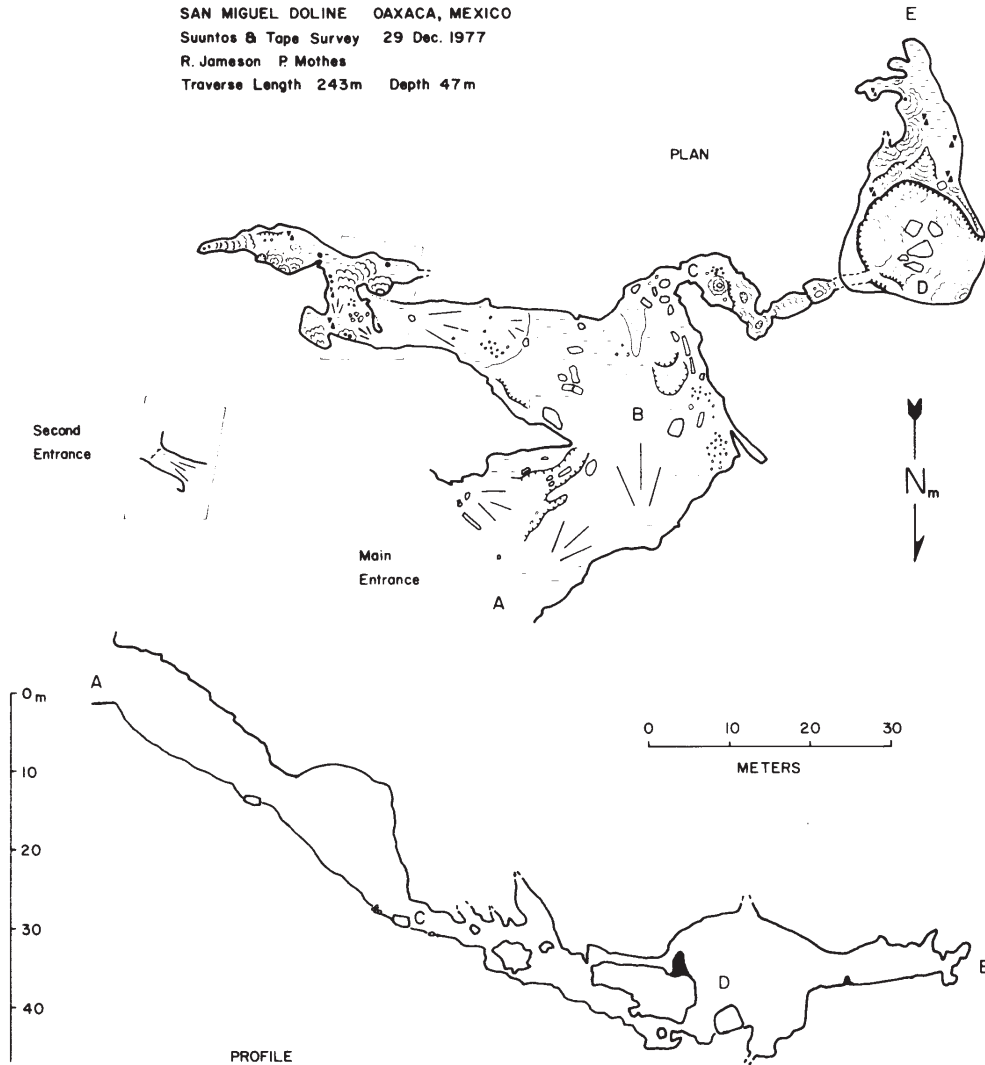 SAN MIGUEL DOLINE OAXACA, MEXICO
Suuntos & Tape Survey 29 Dec. 1977
R. Jameson P. Mothes
Traverse Length 243m Depth 47m
E
PLAN
C
D
B
Second
Entrance
Nm
Main
Entrance
A
A
0m
10
20
30
40
0 10 20 30
METERS
C
D
E
PROFILE